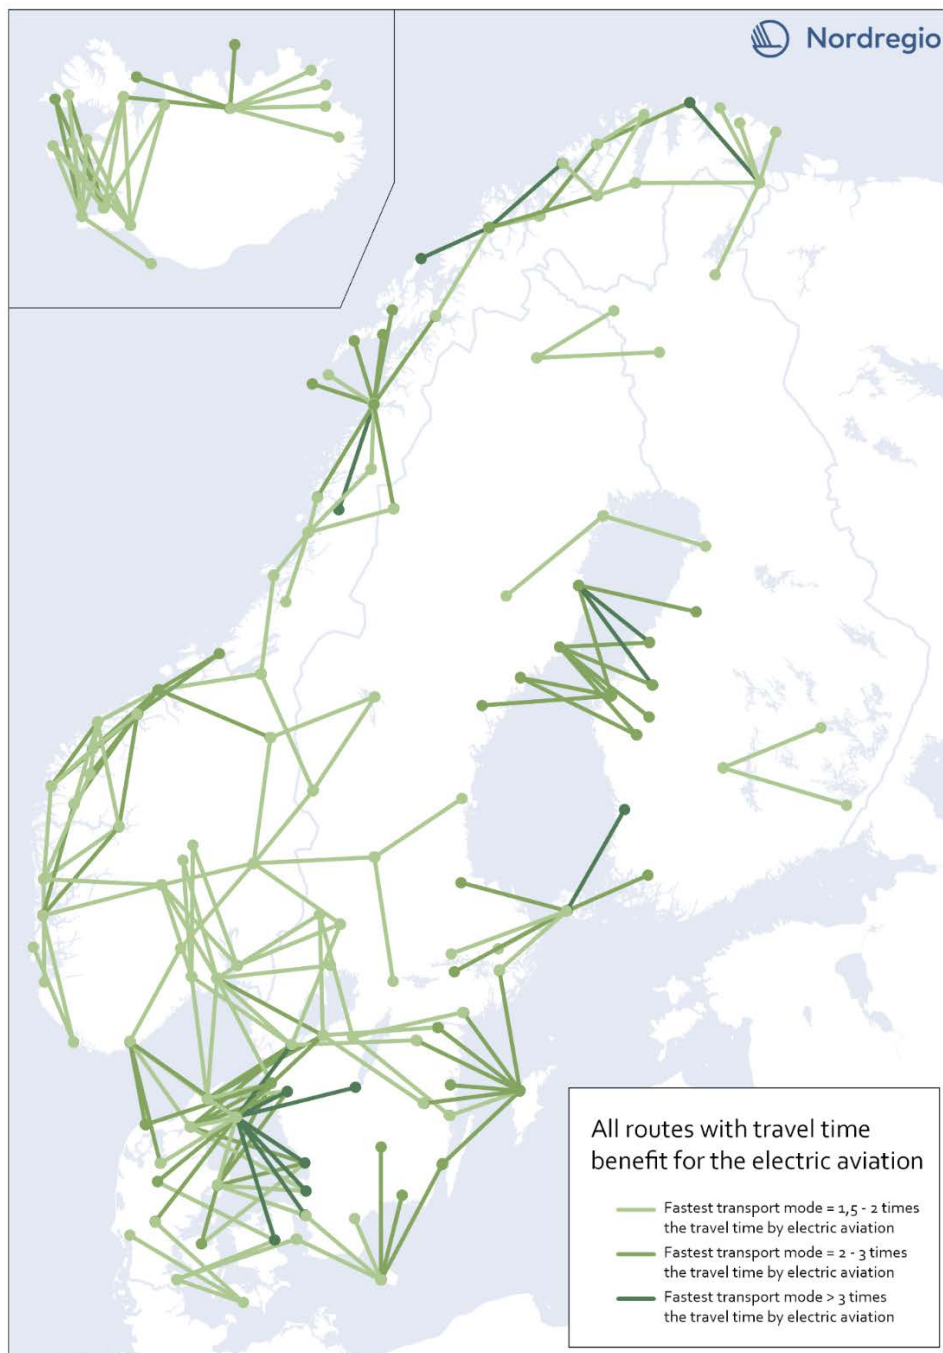 Nordregio
All routes with travel time
benefit for the electric aviation
Fastest transport mode = 1,5 - 2 times
the travel time by electric aviation
Fastest transport mode = 2 - 3 times
the travel time by electric aviation
Fastest transport mode > 3 times
the travel time by electric aviation